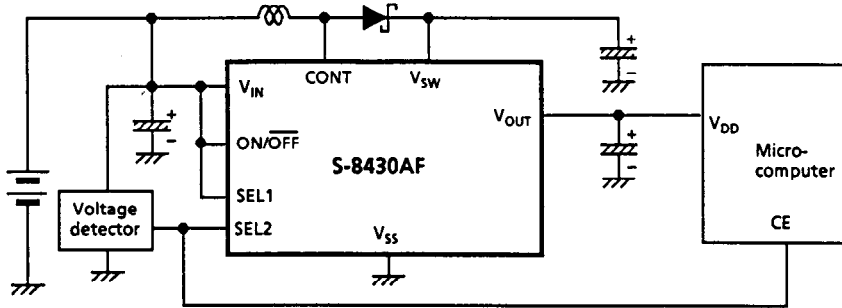 CONT
V_SW
V_IN
V_OUT
V_DD
ON/OFF
S-8430AF
Micro-
computer
SEL1
Voltage
detector
SEL2
V_SS
CE
+
-
+
-
+
-